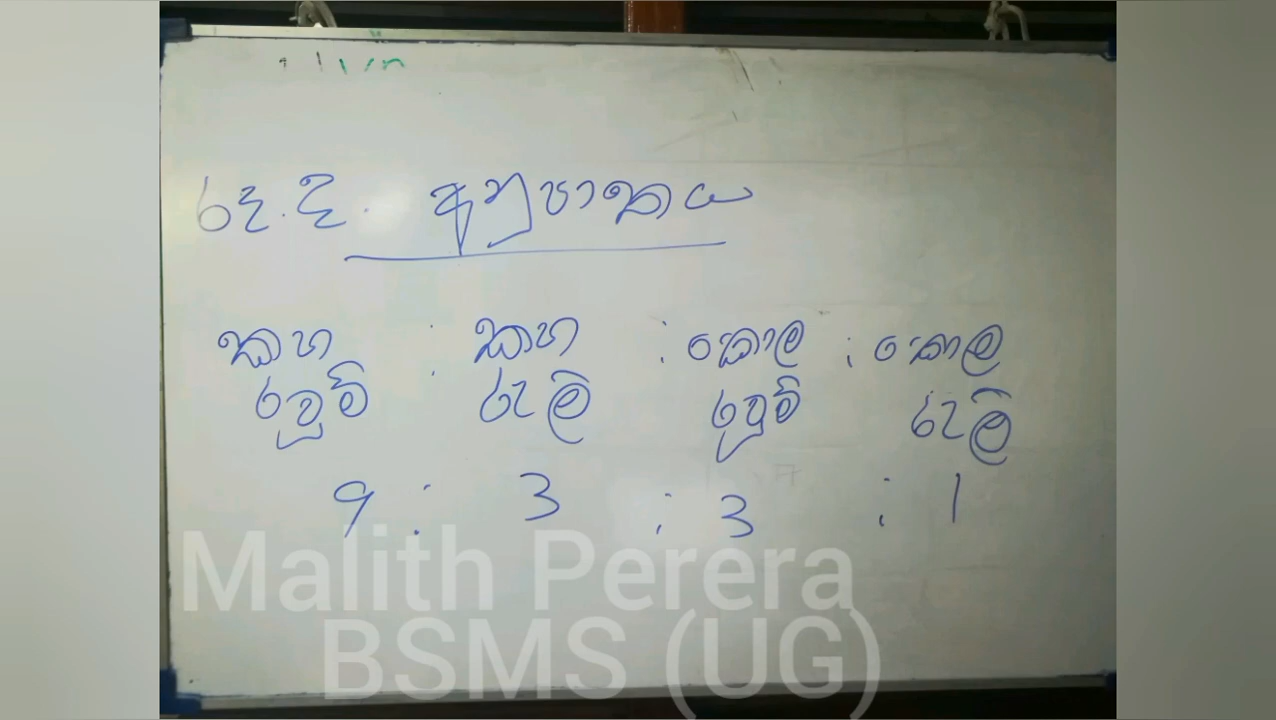 රූ.දා. අනුපාතය
කහ : කහ : කොල : කොල
රවුම් රැලි රවුම් රැලි
9 : 3 : 3 : 1
Malith Perera
BSMS (UG)